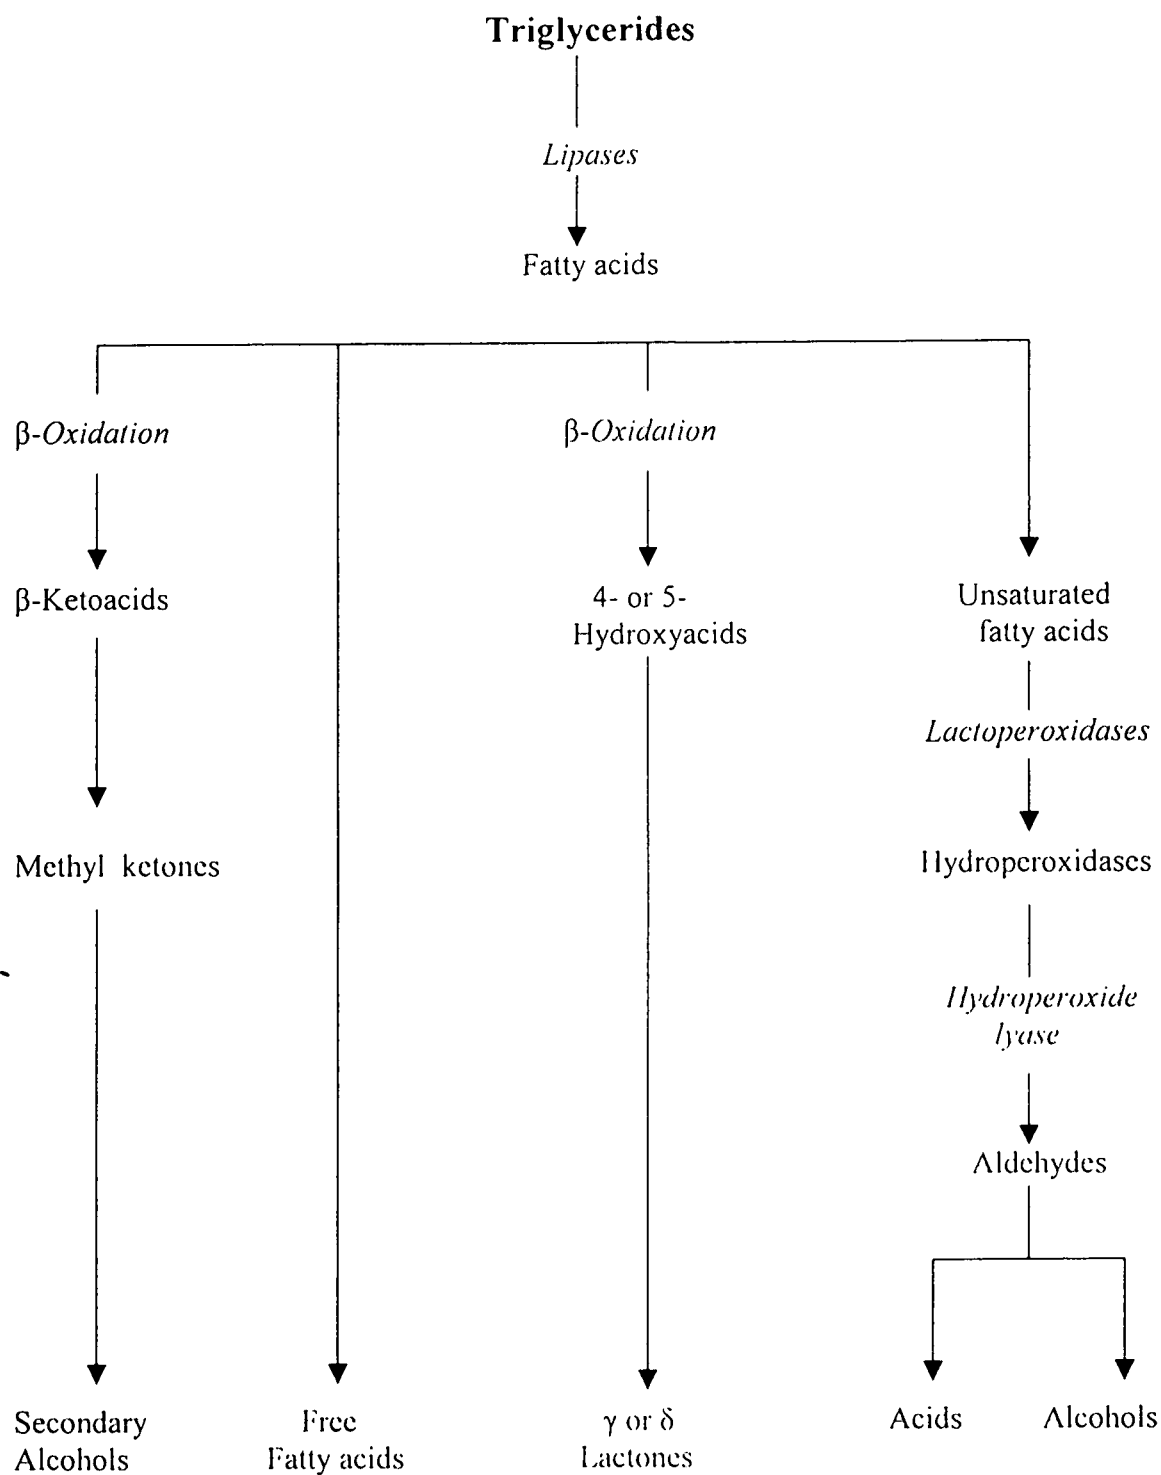 Triglycerides
Lipases
Fatty acids
β-Oxidation
β-Oxidation
β-Ketoacids
4- or 5-
Hydroxyacids
Unsaturated
fatty acids
Lactoperoxidases
Methyl ketones
Hydroperoxidases
Hydroperoxide
lyase
Aldehydes
Secondary
Alcohols
Free
Fatty acids
γ or δ
Lactones
Acids
Alcohols